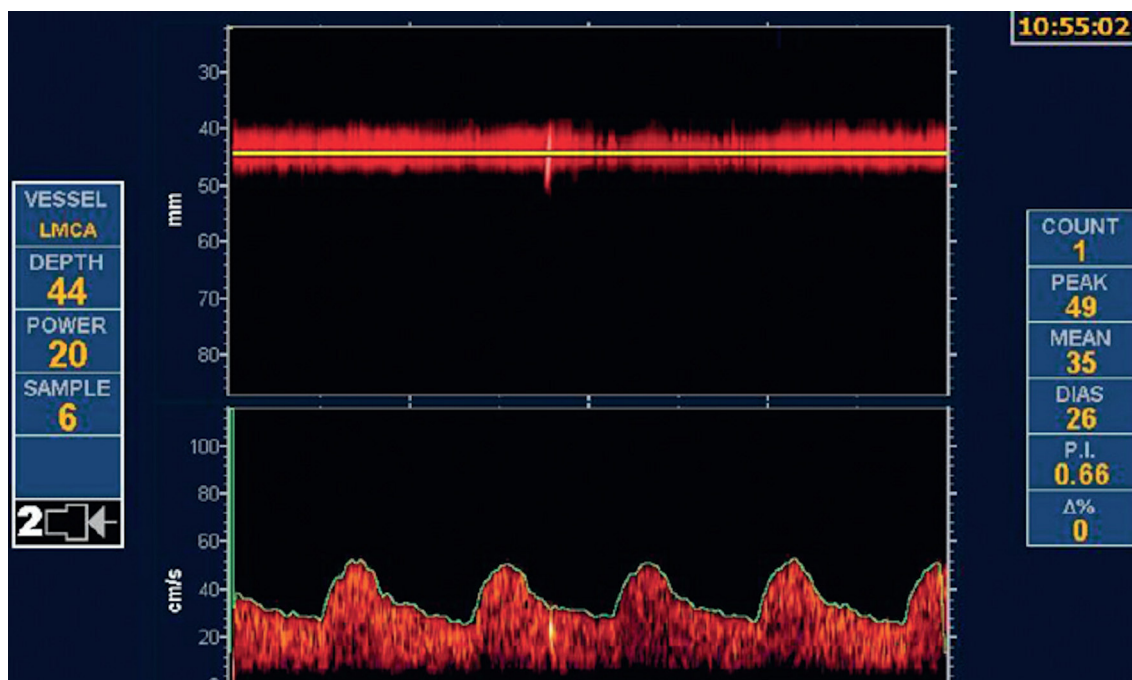 10:55:02
VESSEL
LMCA
DEPTH
44
POWER
20
SAMPLE
6
2
30
40
50
60
70
80
mm
100
80
60
40
20
cm/s
COUNT
1
PEAK
49
MEAN
35
DIAS
26
P.I.
0.66
Δ%
0